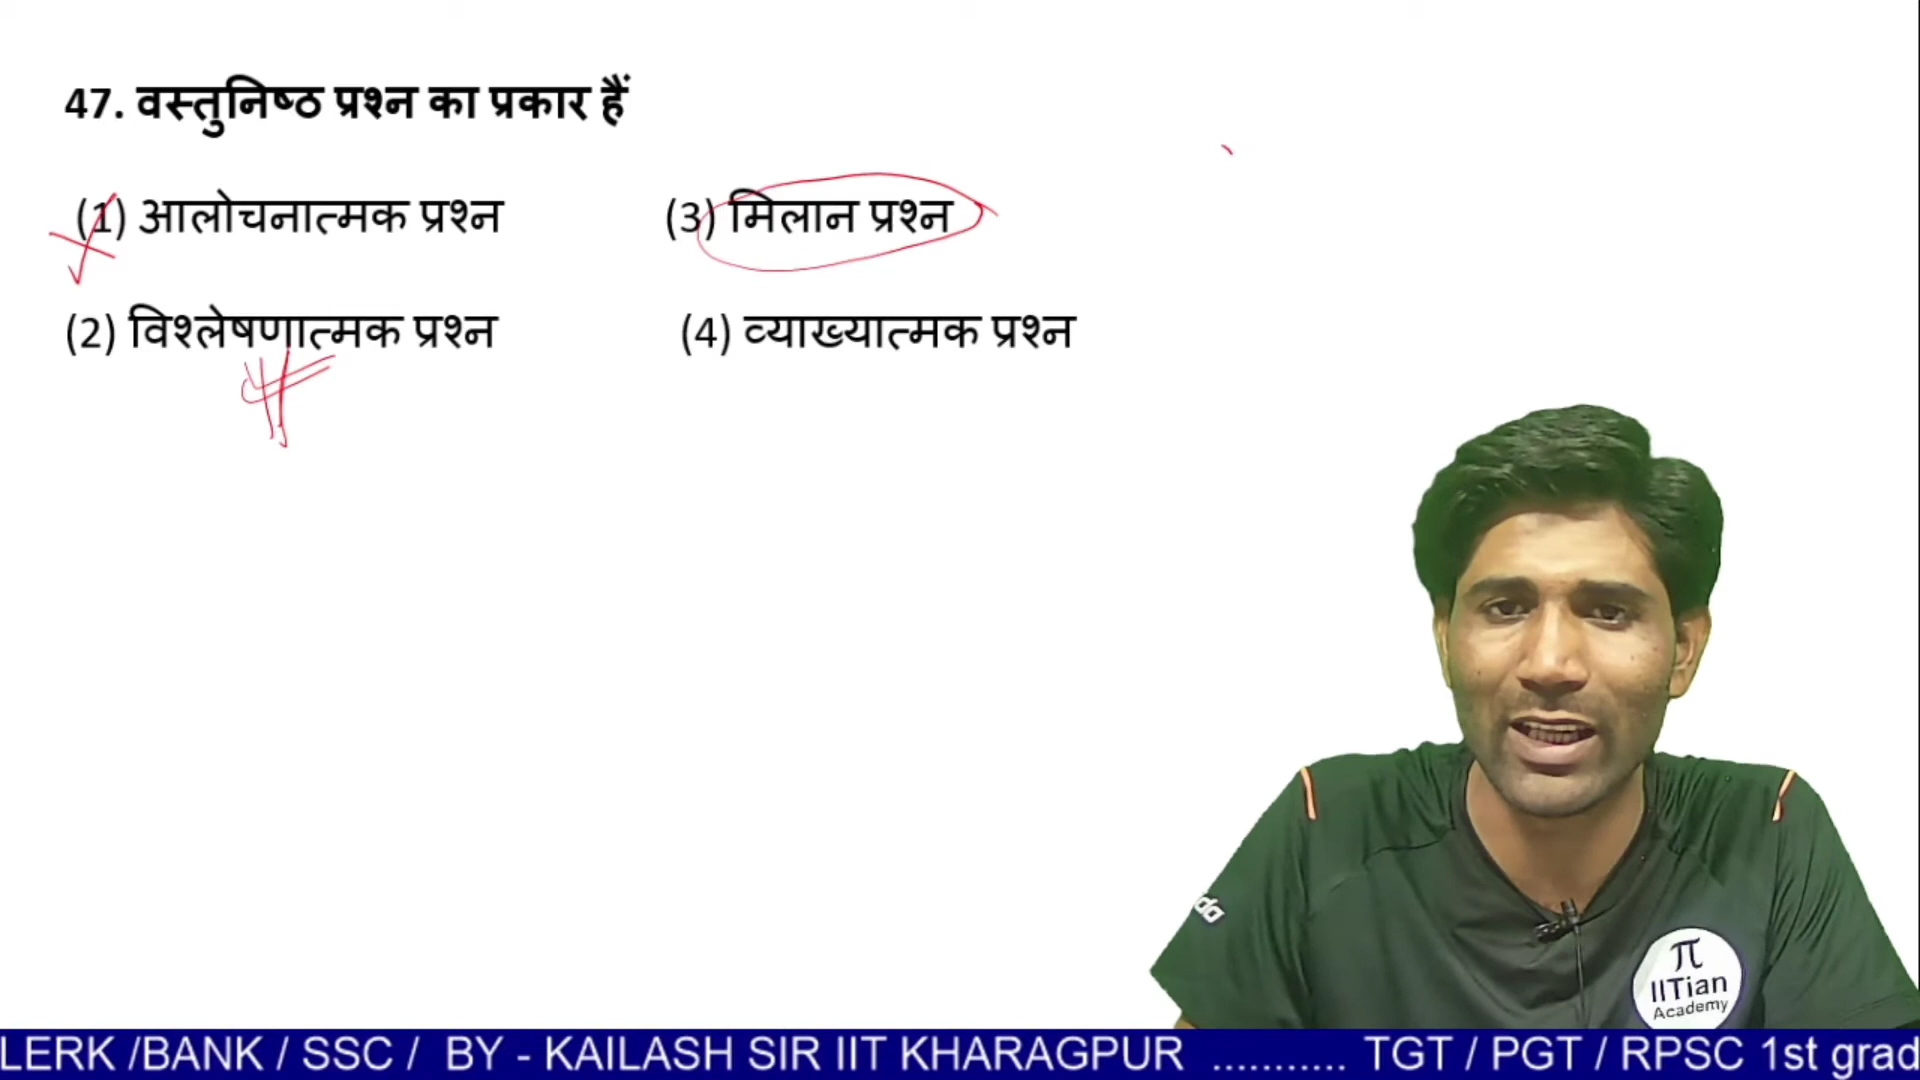 47. वस्तुनिष्ठ प्रश्न का प्रकार हैं
(1) आलोचनात्मक प्रश्न (3) मिलान प्रश्न
(2) विश्लेषणात्मक प्रश्न (4) व्याख्यात्मक प्रश्न
π
IITian
Academy
LERK /BANK / SSC / BY - KAILASH SIR IIT KHARAGPUR ........... TGT / PGT / RPSC 1st grad